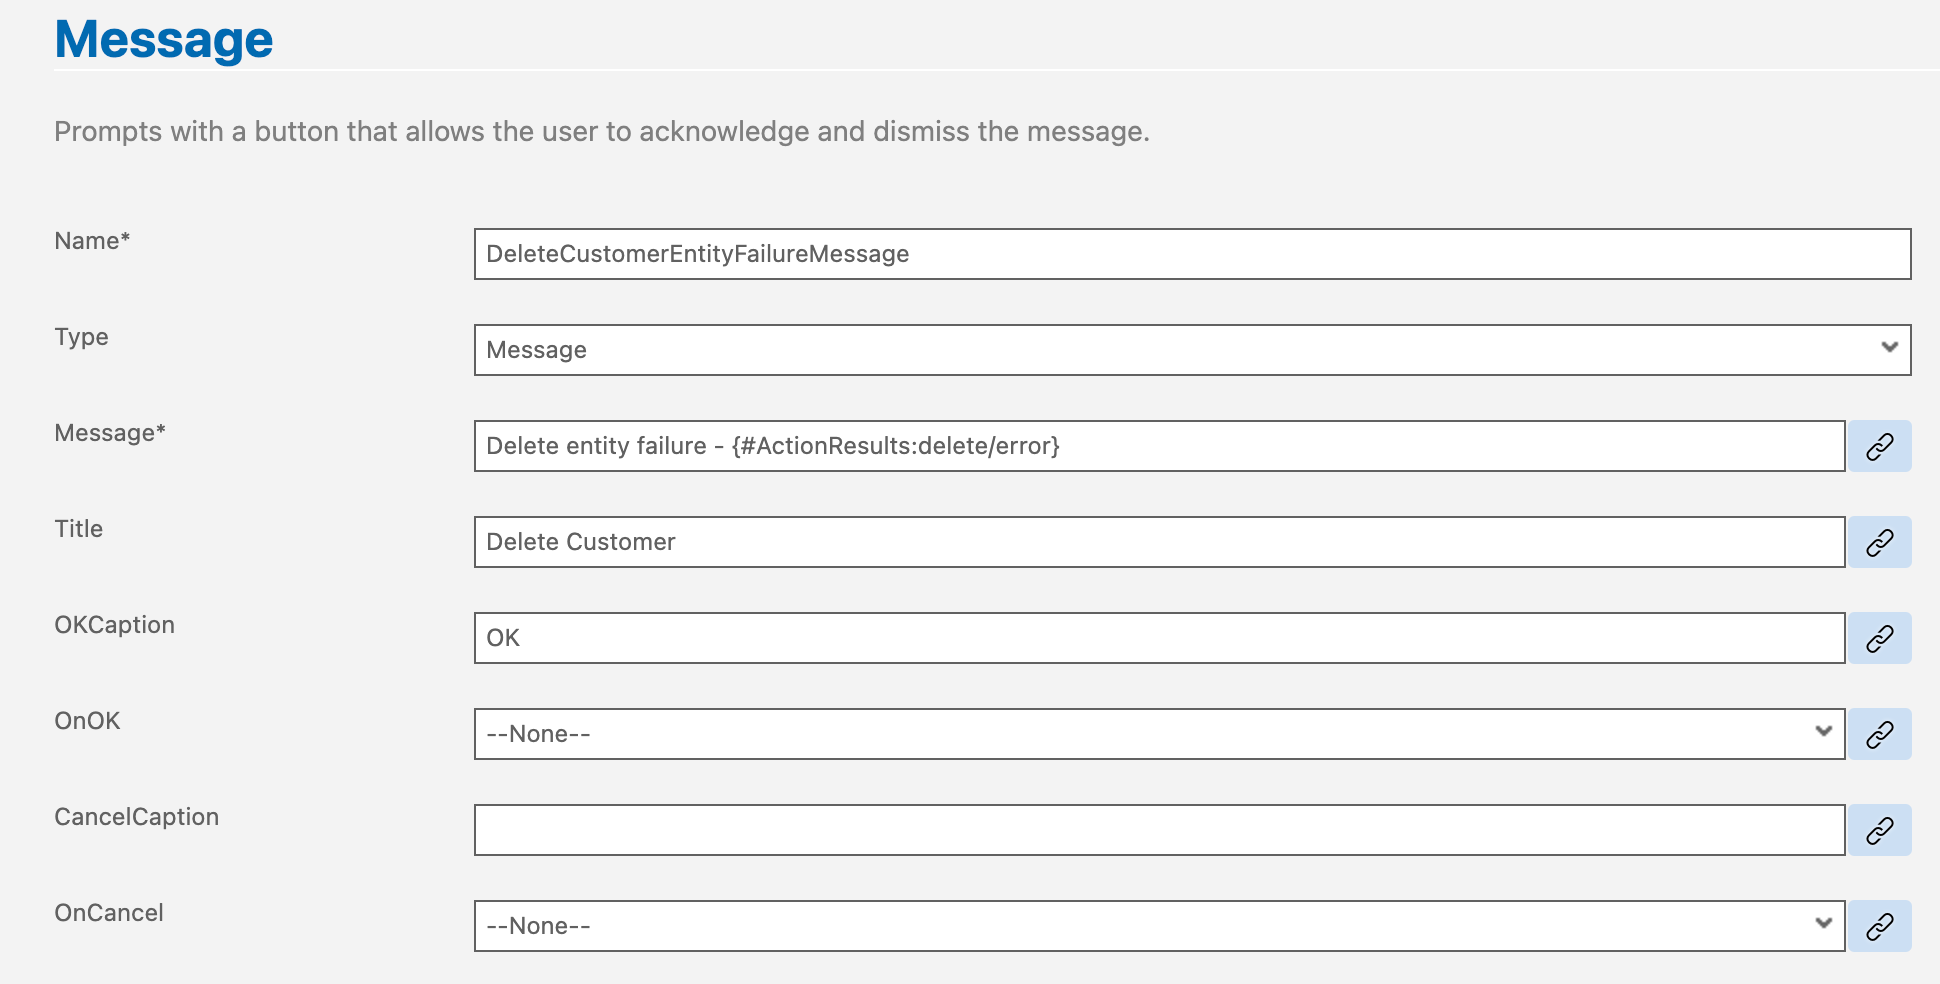 Message
Prompts with a button that allows the user to acknowledge and dismiss the message.
Name*
DeleteCustomerEntityFailureMessage
Type
Message
Message*
Delete entity failure - {#ActionResults:delete/error}
Title
Delete Customer
OKCaption
OK
OnOK
--None--
CancelCaption
OnCancel
--None--